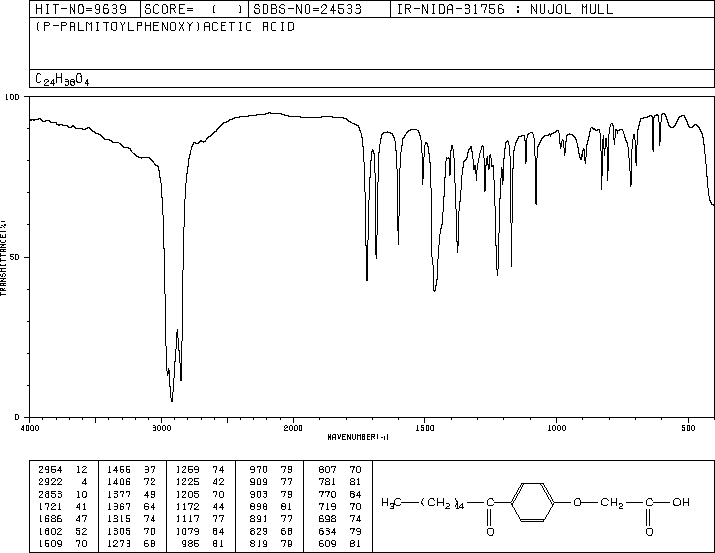 HIT-NO=9639 SCORE= ( ) SDBS-NO=24533 IR-NIDA-31756 : NUJOL MULL
(P-PALMITOYLPHENOXY)ACETIC ACID
C24H38O4
100
50
0
TRANSMITTANCE(%)
4000 3000 2000 1500 1000 500
WAVENUMBER(-1)
2954 12 1466 37 1259 74 970 79 807 70
2922 4 1406 72 1225 42 909 77 781 81
2853 10 1377 49 1205 70 903 79 770 84
1721 41 1367 64 1172 44 898 81 719 70
1686 47 1315 74 1117 77 891 77 698 74
1602 52 1305 70 1079 64 829 68 634 79
1509 70 1273 68 986 81 819 79 609 81
H3C (CH2)14 C O CH2 C OH
O O